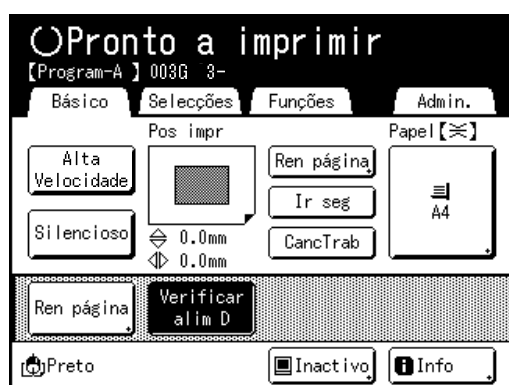 Pronto a imprimir
【Program-A 】 003G 3-
Básico Selecções Funções Admin.
Pos impr Papel【】
Alta
Velocidade
Ren página
Ir seg
A4
Silencioso
0.0mm
CancTrab
0.0mm
Ren página
Verificar
alim D
Preto Inactivo Info